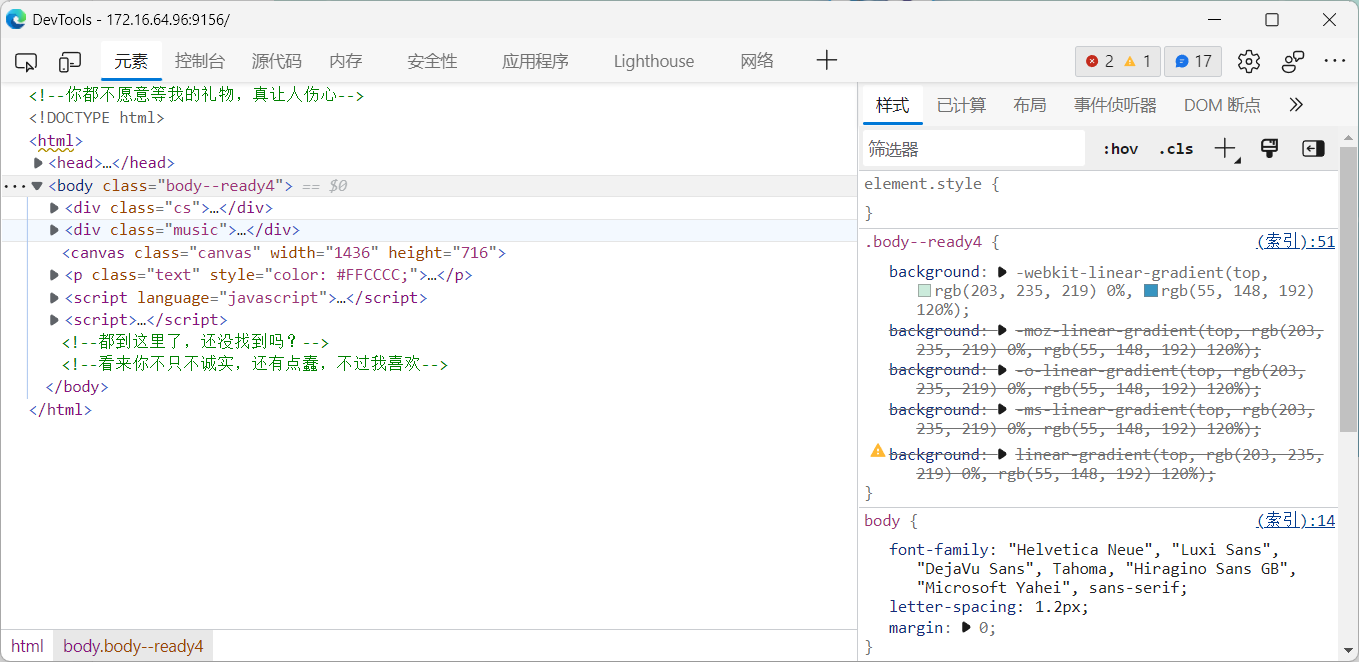 DevTools - 172.16.64.96:9156/
元素 控制台 源代码 内存 安全性 应用程序 Lighthouse 网络 2 1 17
<!--你都不愿意等我的礼物，真让人伤心-->
<!DOCTYPE html>
<html>
<head>…</head>
<body class="body--ready4"> == $0
<div class="cs">…</div>
<div class="music">…</div>
<canvas class="canvas" width="1436" height="716">
<p class="text" style="color: #FFCCCC;">…</p>
<script language="javascript">…</script>
<script>…</script>
<!--都到这里了，还没找到吗？-->
<!--看来你不只不诚实，还有点蠢，不过我喜欢-->
</body>
</html>
html body.body--ready4
样式 已计算 布局 事件侦听器 DOM 断点
筛选器 :hov .cls
element.style {
}
.body--ready4 { (索引):51
background: -webkit-linear-gradient(top,
rgb(203, 235, 219) 0%, rgb(55, 148, 192)
120%);
background: -moz-linear-gradient(top, rgb(203,
235, 219) 0%, rgb(55, 148, 192) 120%);
background: -o-linear-gradient(top, rgb(203,
235, 219) 0%, rgb(55, 148, 192) 120%);
background: -ms-linear-gradient(top, rgb(203,
235, 219) 0%, rgb(55, 148, 192) 120%);
background: linear-gradient(top, rgb(203, 235,
219) 0%, rgb(55, 148, 192) 120%);
}
body { (索引):14
font-family: "Helvetica Neue", "Luxi Sans",
"DejaVu Sans", Tahoma, "Hiragino Sans GB",
"Microsoft Yahei", sans-serif;
letter-spacing: 1.2px;
margin: 0;
}